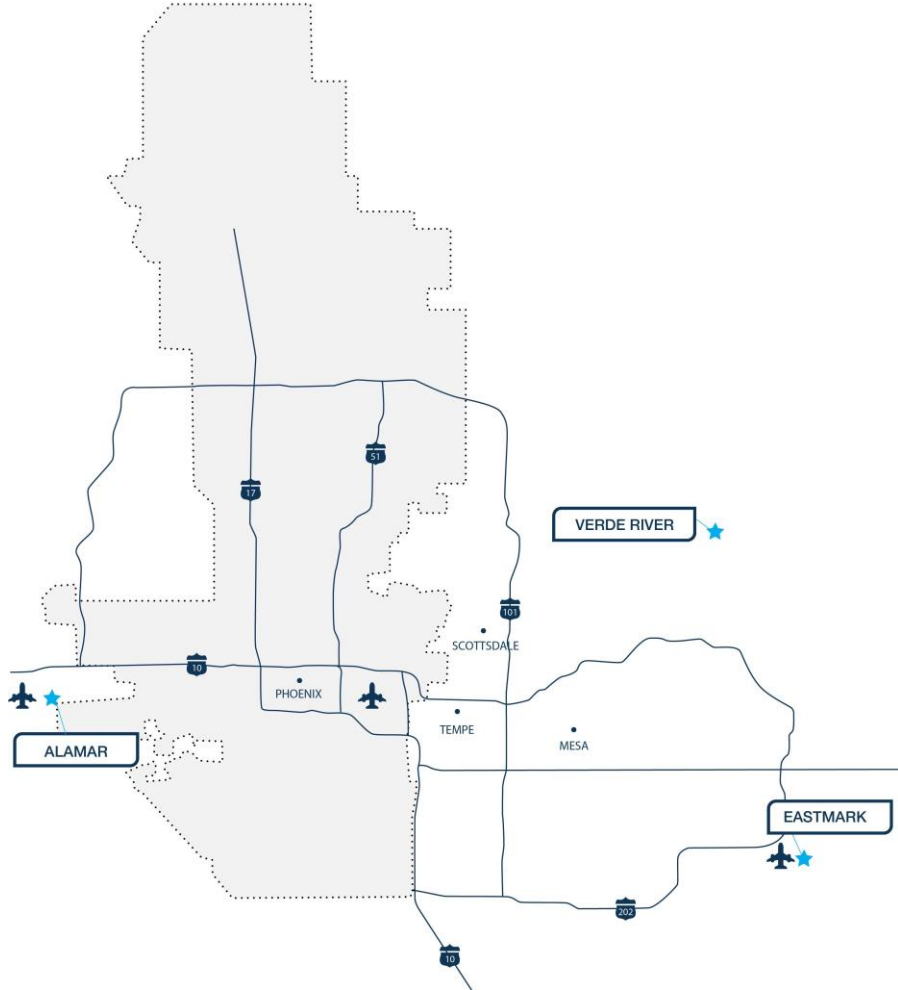 51
17
VERDE RIVER
101
SCOTTSDALE
10
PHOENIX
TEMPE
MESA
ALAMAR
EASTMARK
202
10